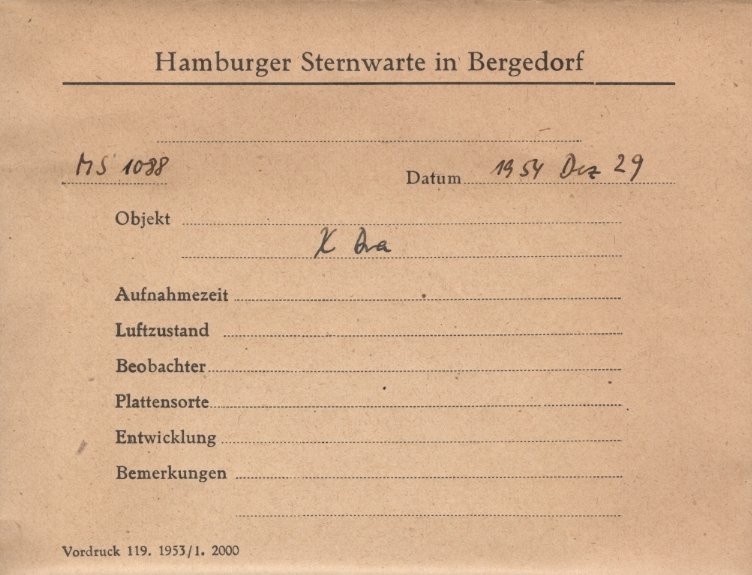 Hamburger Sternwarte in Bergedorf
MS 1088
Datum 1954 Dez 29
Objekt
X Dra
Aufnahmezeit
Luftzustand
Beobachter
Plattensorte
Entwicklung
Bemerkungen
Vordruck 119. 1953/1. 2000